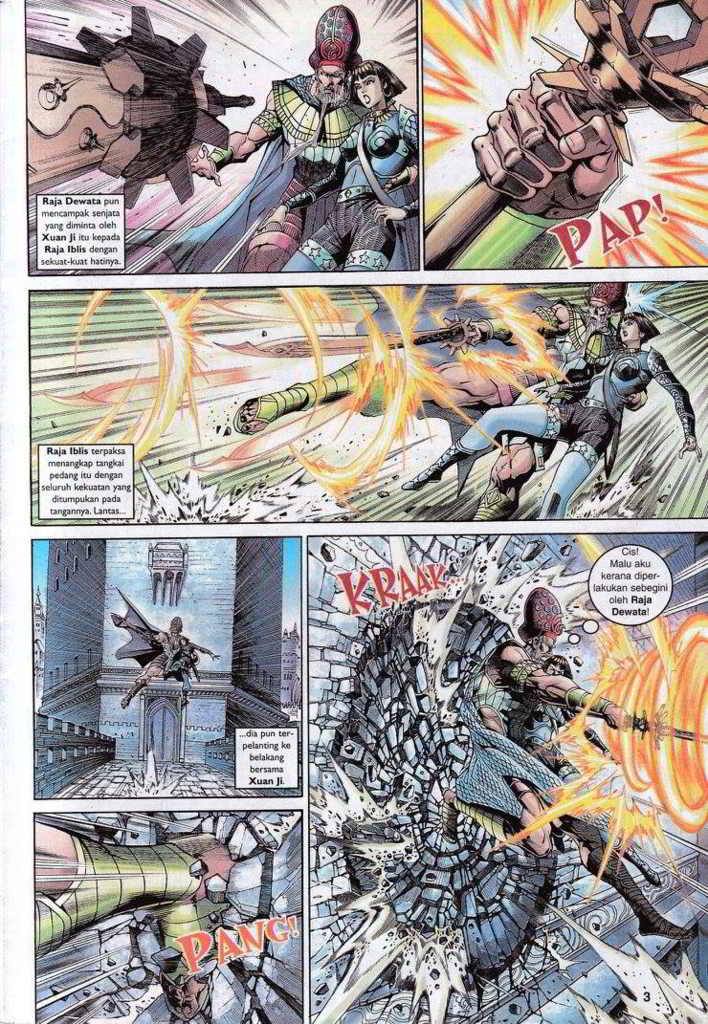 Raja Dewata pun
mencampak senjata
yang diminta oleh
Xuan Ji itu kepada
Raja Iblis dengan
sekuat-kuat hatinya.
PAP!
Raja Iblis terpaksa
menangkap tangkai
pedang itu dengan
seluruh kekuatan yang
ditumpukan pada
tangannya. Lantas...
...dia pun ter-
pelanting ke
belakang
bersama
Xuan Ji.
KRAAK...
Cis!
Malu aku
kerana diper-
lakukan sebegini
oleh Raja
Dewata!
PANG!
3